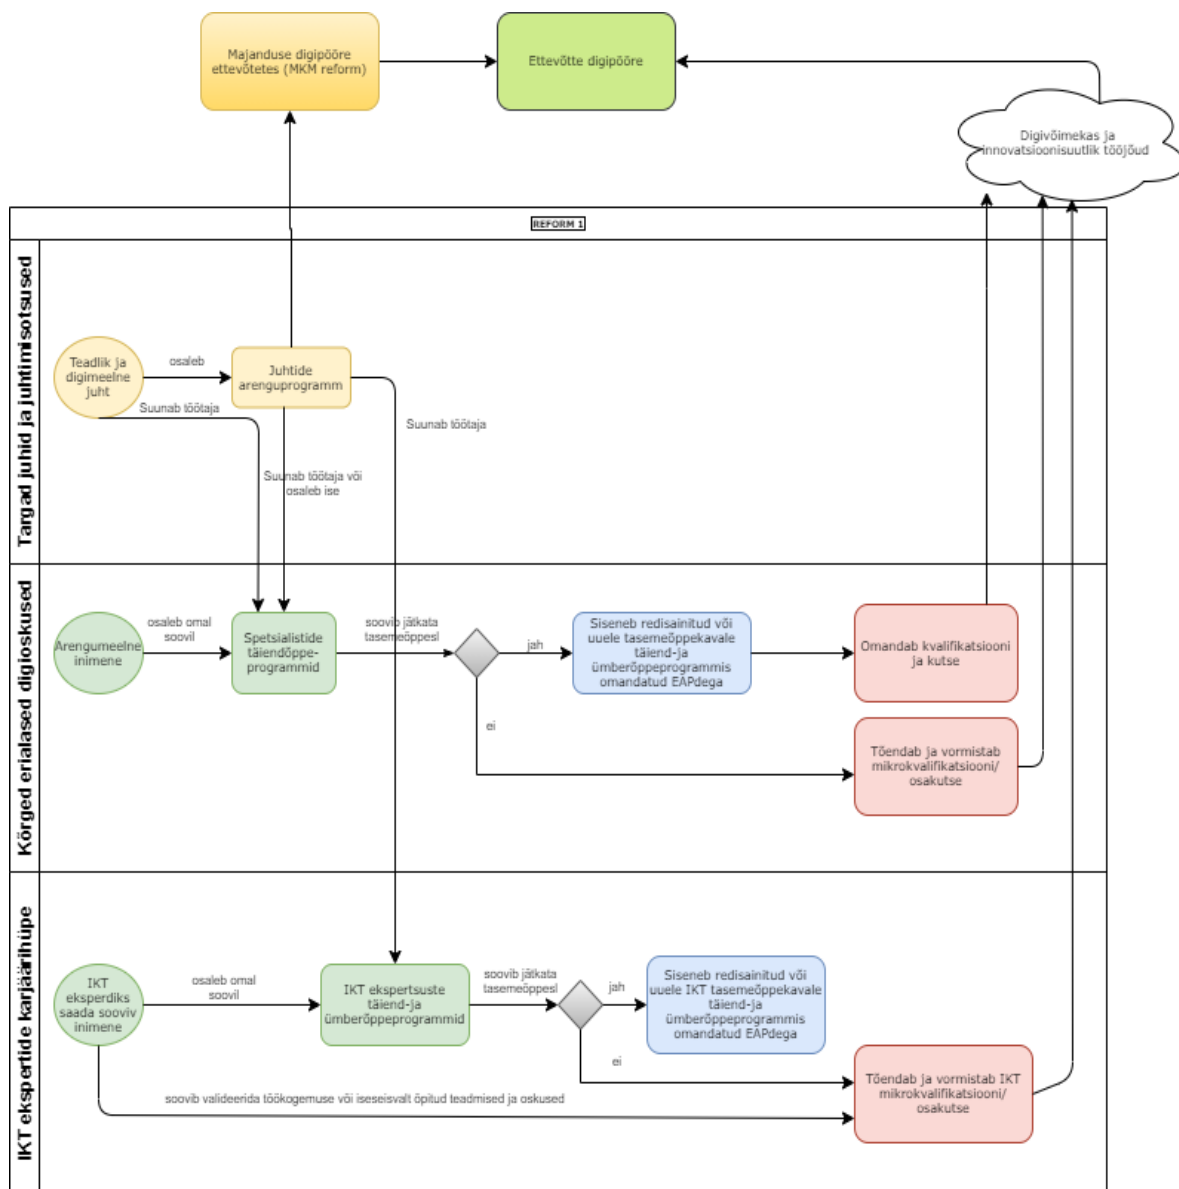 Majanduse digipööre
ettevõtetes (MKM reform)
Ettevõtte digipööre
Digivõimekas ja
innovatsioonisuutlik tööjõud
REFORM 1
Targad juhid ja juhtimisotsused
Teadlik ja
digimeelne
juht
osaleb
Juhtide
arenguprogramm
Suunab töötaja
Suunab töötaja
Suunab töötaja või
osaleb ise
Kõrged erialased digioskused
Arengumeelne
inimene
osaleb omal
soovil
Spetsialistide
täiendõppe-
programmid
soovib jätkata
tasemeõppesl
jah
Siseneb redisainitud või
uuele tasemeõppekavale
täiend-ja
ümberõppeprogrammis
omandatud EAPdega
Omandab kvalifikatsiooni
ja kutse
ei
Tõendab ja vormistab
mikrokvalifikatsiooni/
osakutse
IKT ekspertide karjäärihüpe
IKT
eksperdiks
saada sooviv
inimene
osaleb omal
soovil
IKT ekspertsuste
täiend-ja
ümberõppeprogrammid
soovib jätkata
tasemeõppesl
jah
Siseneb redisainitud või
uuele IKT tasemeõppekavale
täiend-ja
ümberõppeprogrammis
omandatud EAPdega
ei
Tõendab ja vormistab IKT
mikrokvalifikatsiooni/
osakutse
soovib valideerida töökogemuse või iseseisvalt õpitud teadmised ja oskused